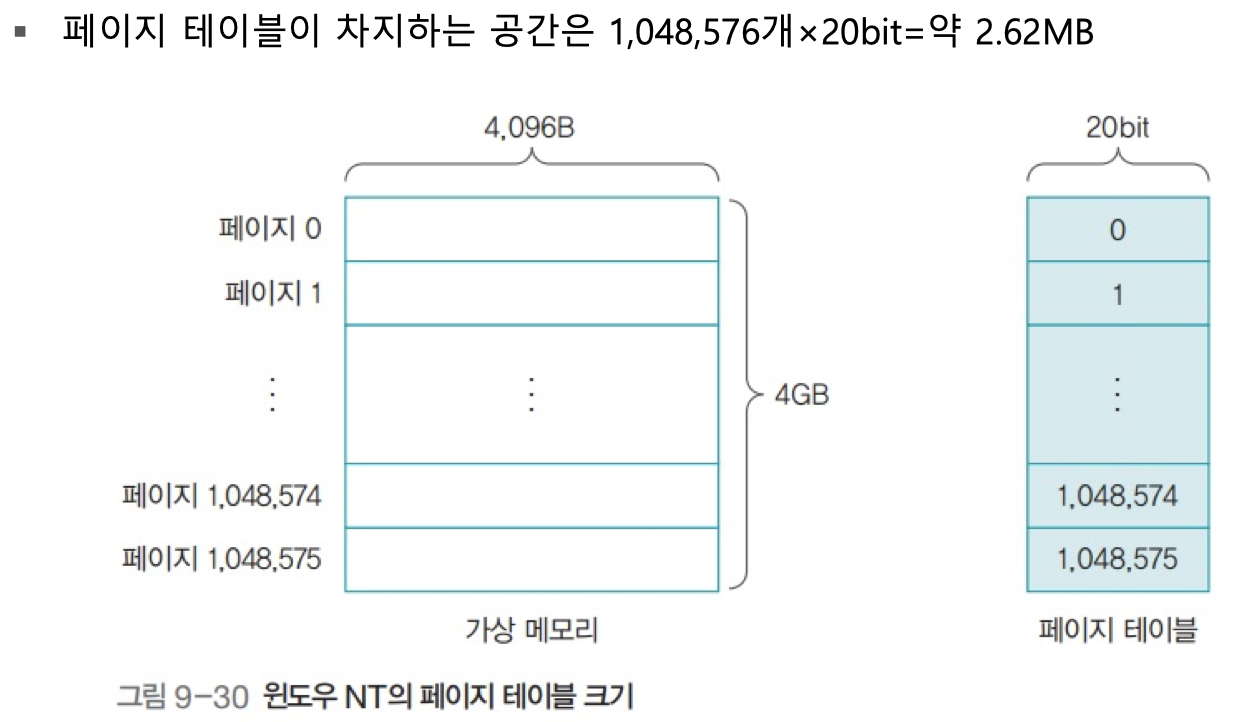 ▪ 페이지 테이블이 차지하는 공간은 1,048,576개×20bit=약 2.62MB
4,096B 20bit
페이지 0 0
페이지 1 1
⋮ ⋮ 4GB ⋮
페이지 1,048,574 1,048,574
페이지 1,048,575 1,048,575
가상 메모리 페이지 테이블
그림 9-30 윈도우 NT의 페이지 테이블 크기